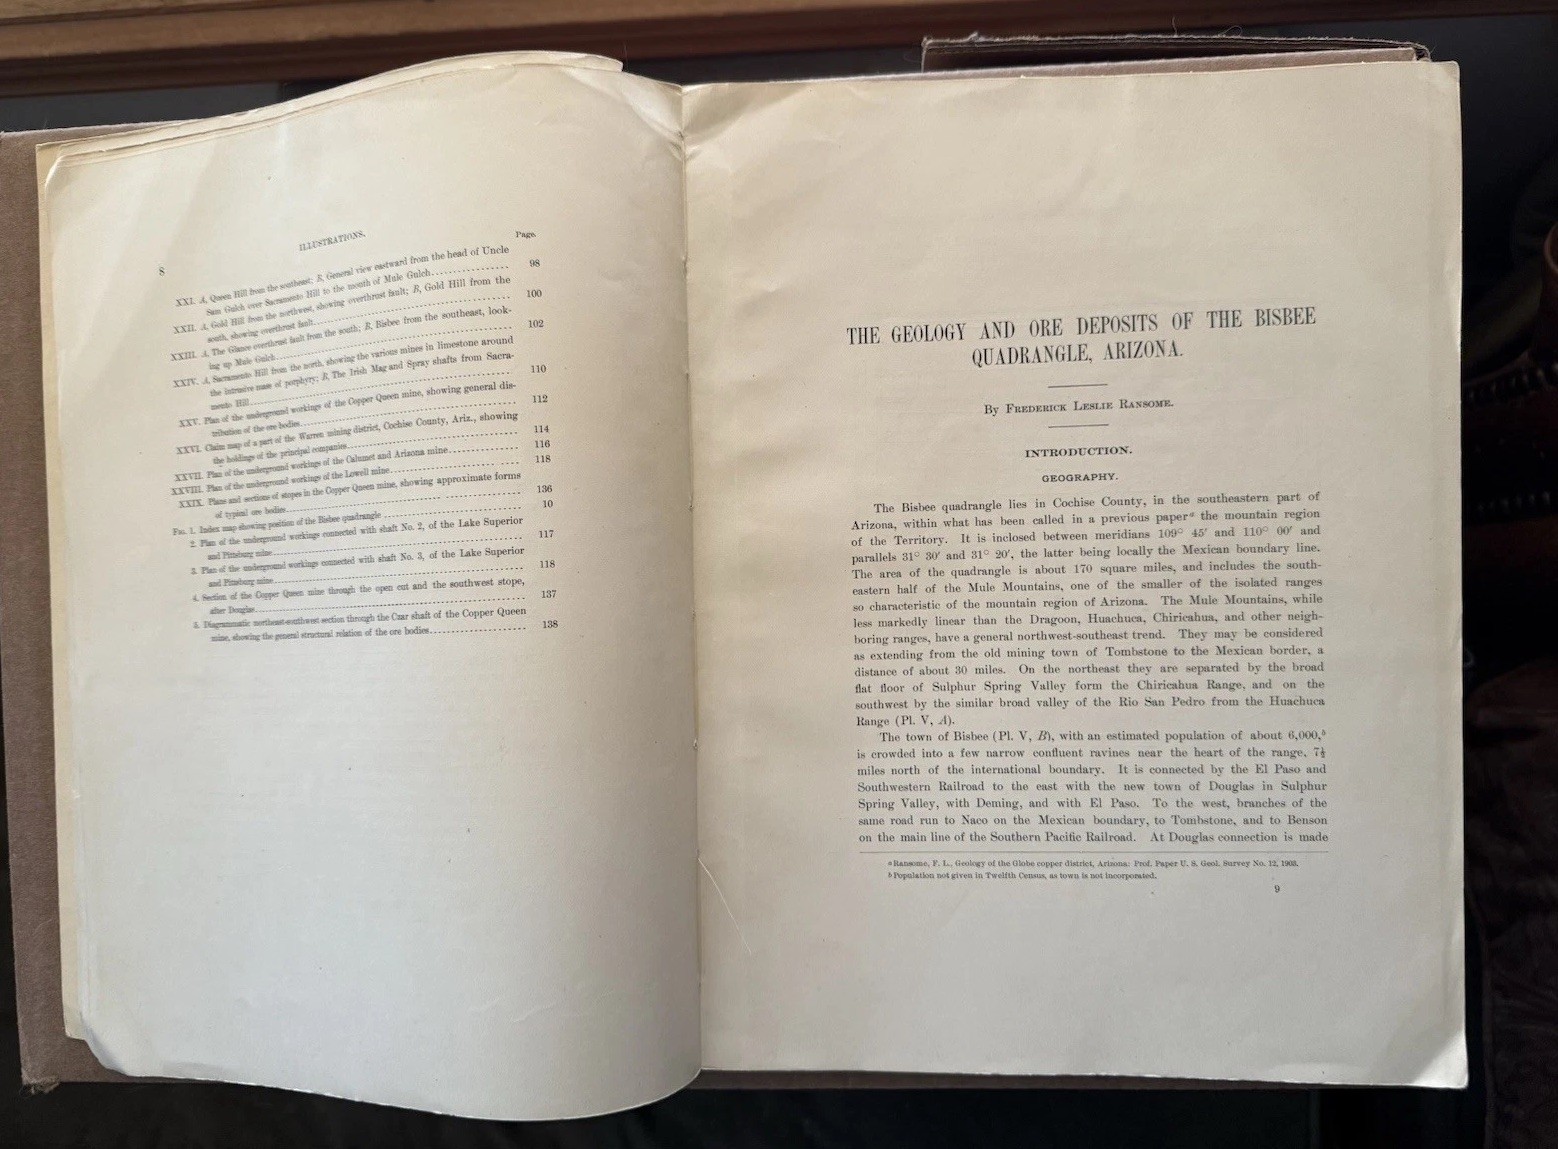 8
ILLUSTRATIONS.
Page.
XXI. A, Queen Hill from the southeast; B, General view eastward from the head of Uncle
Sam Gulch over Sacramento Hill to the mouth of Mule Gulch 98
XXII. A, Gold Hill from the northwest, showing overthrust fault; B, Gold Hill from the
south, showing overthrust fault 100
XXIII. A, The Glance overthrust fault from the south; B, Bisbee from the southeast, look-
ing up Mule Gulch 102
XXIV. A, Sacramento Hill from the north, showing the various mines in limestone around
the intrusive mass of porphyry; B, The Irish Mag and Spray shafts from Sacra-
mento Hill 110
XXV. Plan of the underground workings of the Copper Queen mine, showing general dis-
tribution of the ore bodies 112
XXVI. Claim map of a part of the Warren mining district, Cochise County, Ariz., showing
the holdings of the principal companies 114
XXVII. Plan of the underground workings of the Calumet and Arizona mine 116
XXVIII. Plan of the underground workings of the Lowell mine 118
XXIX. Plans and sections of stopes in the Copper Queen mine, showing approximate forms
of typical ore bodies 136
FIG. 1. Index map showing position of the Bisbee quadrangle 10
2. Plan of the underground workings connected with shaft No. 2, of the Lake Superior
and Pittsburg mine 117
3. Plan of the underground workings connected with shaft No. 3, of the Lake Superior
and Pittsburg mine 118
4. Section of the Copper Queen mine through the open cut and the southwest stope,
after Douglas 137
5. Diagrammatic northeast-southwest section through the Czar shaft of the Copper Queen
mine, showing the general structural relation of the ore bodies 138
THE GEOLOGY AND ORE DEPOSITS OF THE BISBEE
QUADRANGLE, ARIZONA.
By FREDERICK LESLIE RANSOME.
INTRODUCTION.
GEOGRAPHY.
The Bisbee quadrangle lies in Cochise County, in the southeastern part of
Arizona, within what has been called in a previous paper a the mountain region
of the Territory. It is inclosed between meridians 109° 45′ and 110° 00′ and
parallels 31° 30′ and 31° 20′, the latter being locally the Mexican boundary line.
The area of the quadrangle is about 170 square miles, and includes the south-
eastern half of the Mule Mountains, one of the smaller of the isolated ranges
so characteristic of the mountain region of Arizona. The Mule Mountains, while
less markedly linear than the Dragoon, Huachuca, Chiricahua, and other neigh-
boring ranges, have a general northwest-southeast trend. They may be considered
as extending from the old mining town of Tombstone to the Mexican border, a
distance of about 30 miles. On the northeast they are separated by the broad
flat floor of Sulphur Spring Valley form the Chiricahua Range, and on the
southwest by the similar broad valley of the Rio San Pedro from the Huachuca
Range (Pl. V, A).
The town of Bisbee (Pl. V, B), with an estimated population of about 6,000, b
is crowded into a few narrow confluent ravines near the heart of the range, 7½
miles north of the international boundary. It is connected by the El Paso and
Southwestern Railroad to the east with the new town of Douglas in Sulphur
Spring Valley, with Deming, and with El Paso. To the west, branches of the
same road run to Naco on the Mexican boundary, to Tombstone, and to Benson
on the main line of the Southern Pacific Railroad. At Douglas connection is made
a Ransome, F. L., Geology of the Globe copper district, Arizona: Prof. Paper U. S. Geol. Survey No. 12, 1903.
b Population not given in Twelfth Census, as town is not incorporated.
9